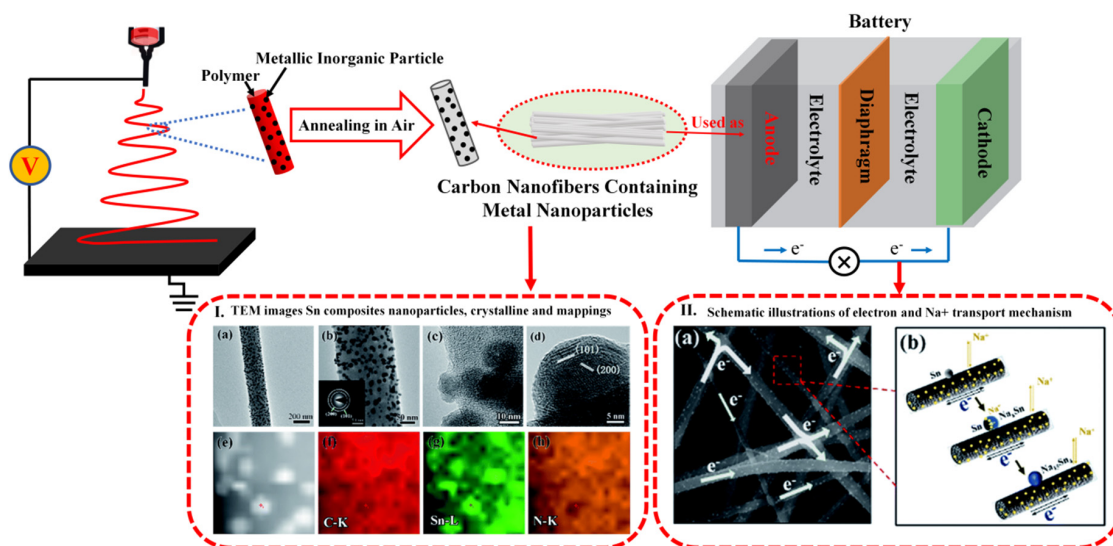 Battery
Metallic Inorganic Particle
Polymer
V
Annealing in Air
Used as
Anode
Electrolyte
Diaphragm
Electrolyte
Cathode
Carbon Nanofibers Containing
Metal Nanoparticles
e⁻
e⁻
I. TEM images Sn composites nanoparticles, crystalline and mappings
(a)
(b)
(c)
(d)
(101)
(200)
200 nm
10 nm
5 nm
(e)
(f)
(g)
(h)
C-K
Sn-L
N-K
II. Schematic illustrations of electron and Na+ transport mechanism
(a)
e⁻
e⁻
e⁻
e⁻
e⁻
e⁻
e⁻
(b)
Na⁺
Sn
e⁻
Na⁺
Sn
e⁻
Na⁺
e⁻